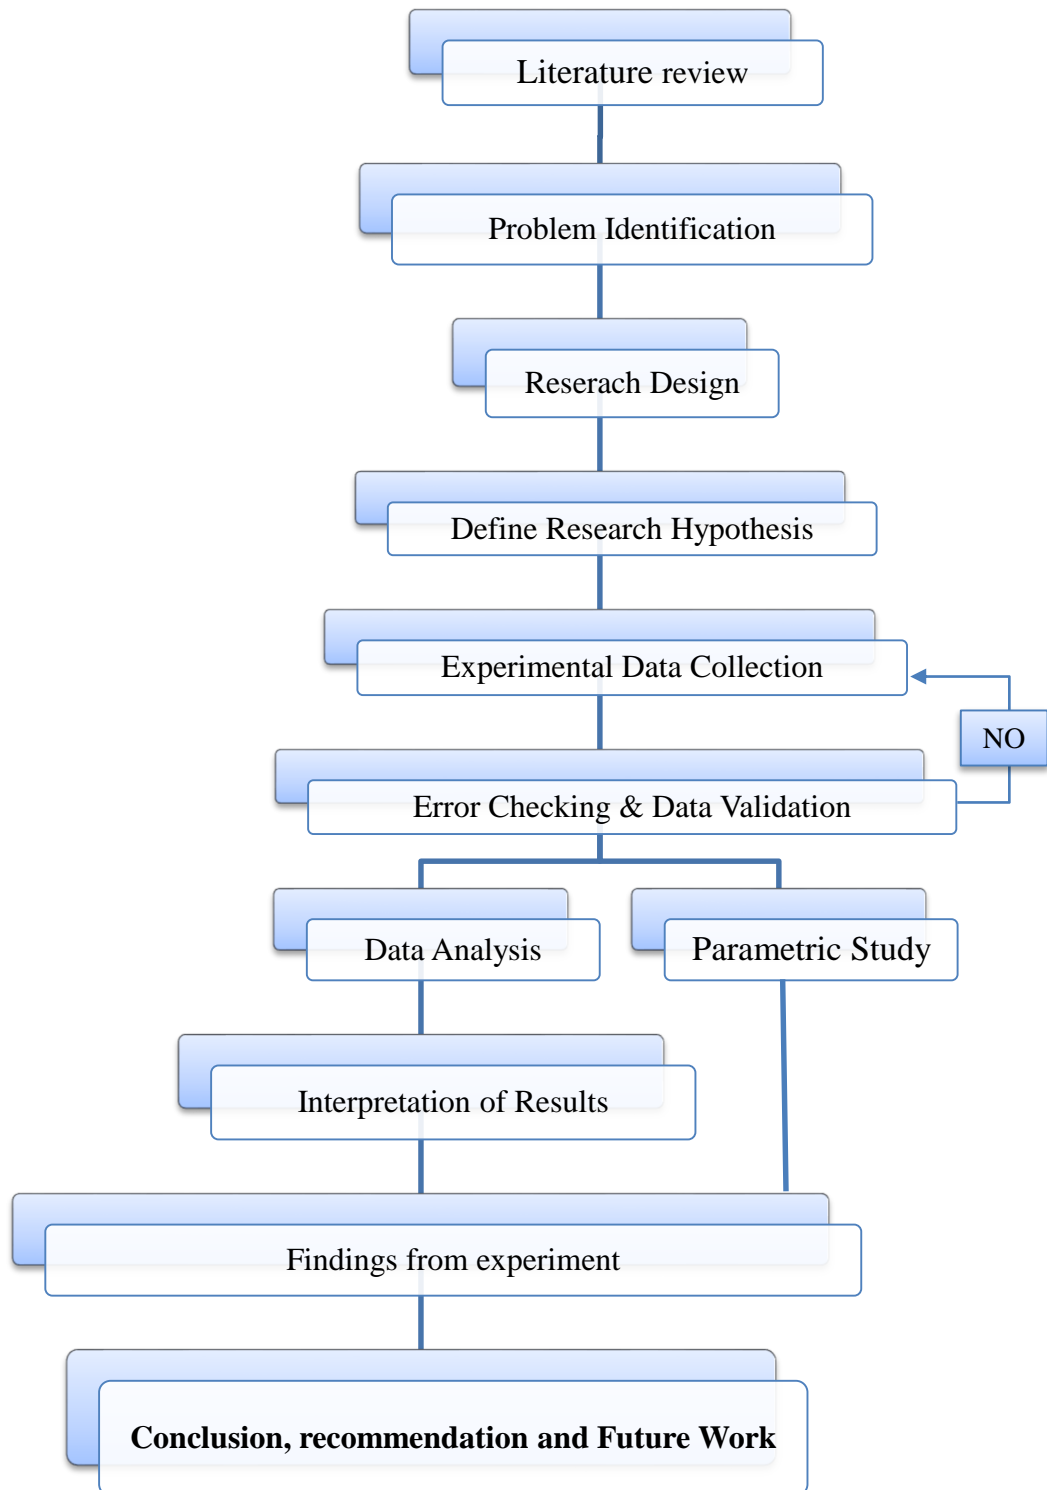 Literature review
Problem Identification
Reserach Design
Define Research Hypothesis
Experimental Data Collection
NO
Error Checking & Data Validation
Data Analysis
Parametric Study
Interpretation of Results
Findings from experiment
Conclusion, recommendation and Future Work